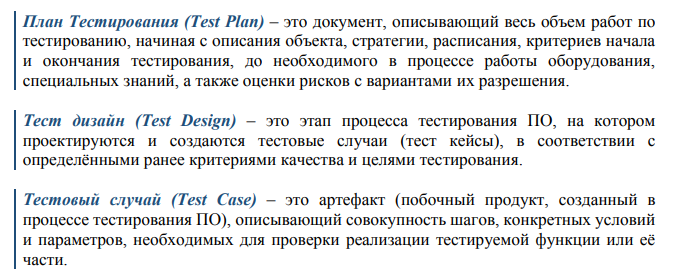 План Тестирования (Test Plan) – это документ, описывающий весь объем работ по
тестированию, начиная с описания объекта, стратегии, расписания, критериев начала
и окончания тестирования, до необходимого в процессе работы оборудования,
специальных знаний, а также оценки рисков с вариантами их разрешения.
Тест дизайн (Test Design) – это этап процесса тестирования ПО, на котором
проектируются и создаются тестовые случаи (тест кейсы), в соответствии с
определёнными ранее критериями качества и целями тестирования.
Тестовый случай (Test Case) – это артефакт (побочный продукт, созданный в
процессе тестирования ПО), описывающий совокупность шагов, конкретных условий
и параметров, необходимых для проверки реализации тестируемой функции или её
части.